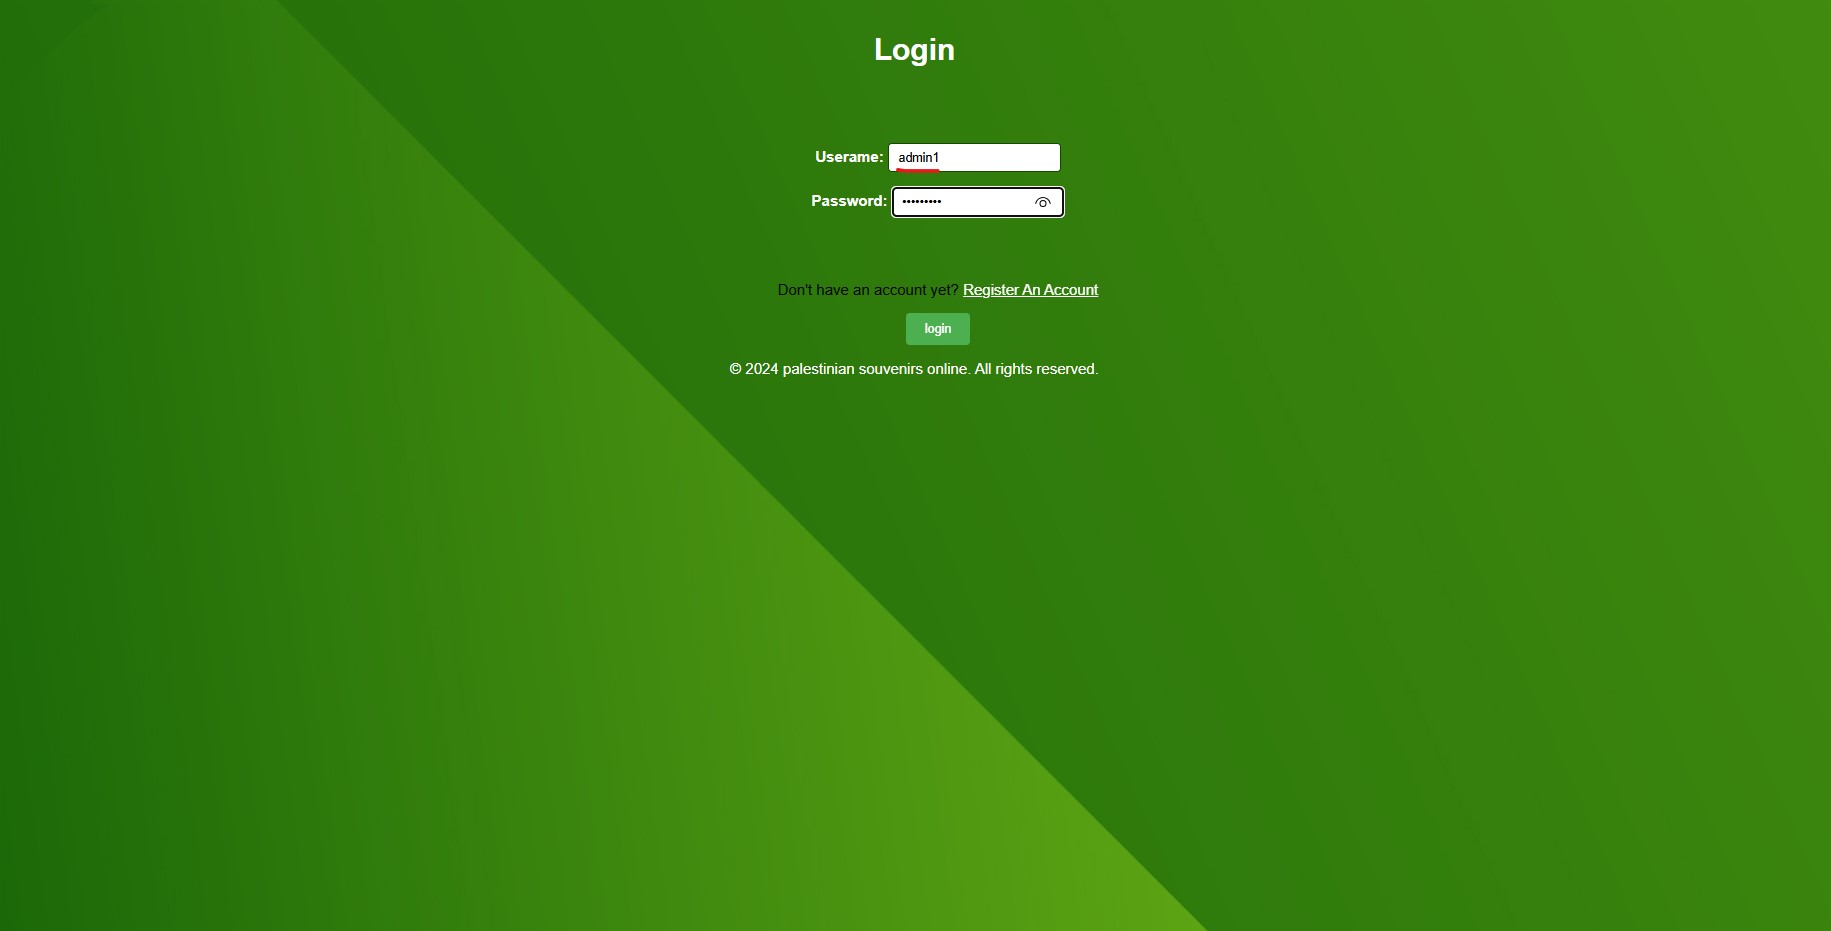 Login
Userame: admin1
Password: •••••••••
Don't have an account yet? Register An Account
login
© 2024 palestinian souvenirs online. All rights reserved.